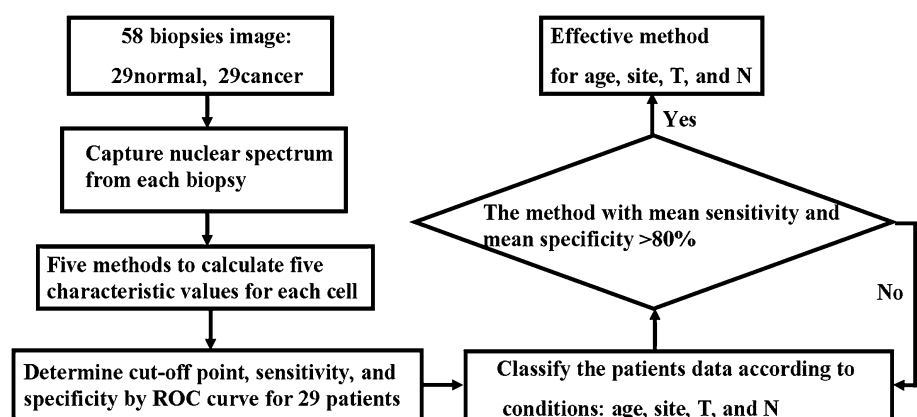 58 biopsies image:
29normal, 29cancer
Capture nuclear spectrum
from each biopsy
Five methods to calculate five
characteristic values for each cell
Determine cut-off point, sensitivity, and
specificity by ROC curve for 29 patients
Classify the patients data according to
conditions: age, site, T, and N
The method with mean sensitivity and
mean specificity >80%
No
Yes
Effective method
for age, site, T, and N